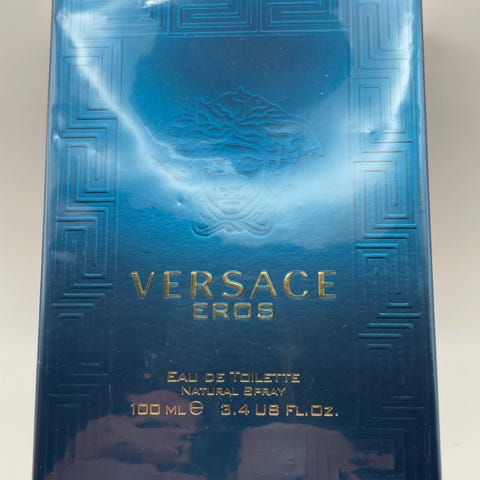 VERSACE
EROS
EAU DE TOILETTE
NATURAL SPRAY
100 ML ℮ 3.4 US FL.OZ.